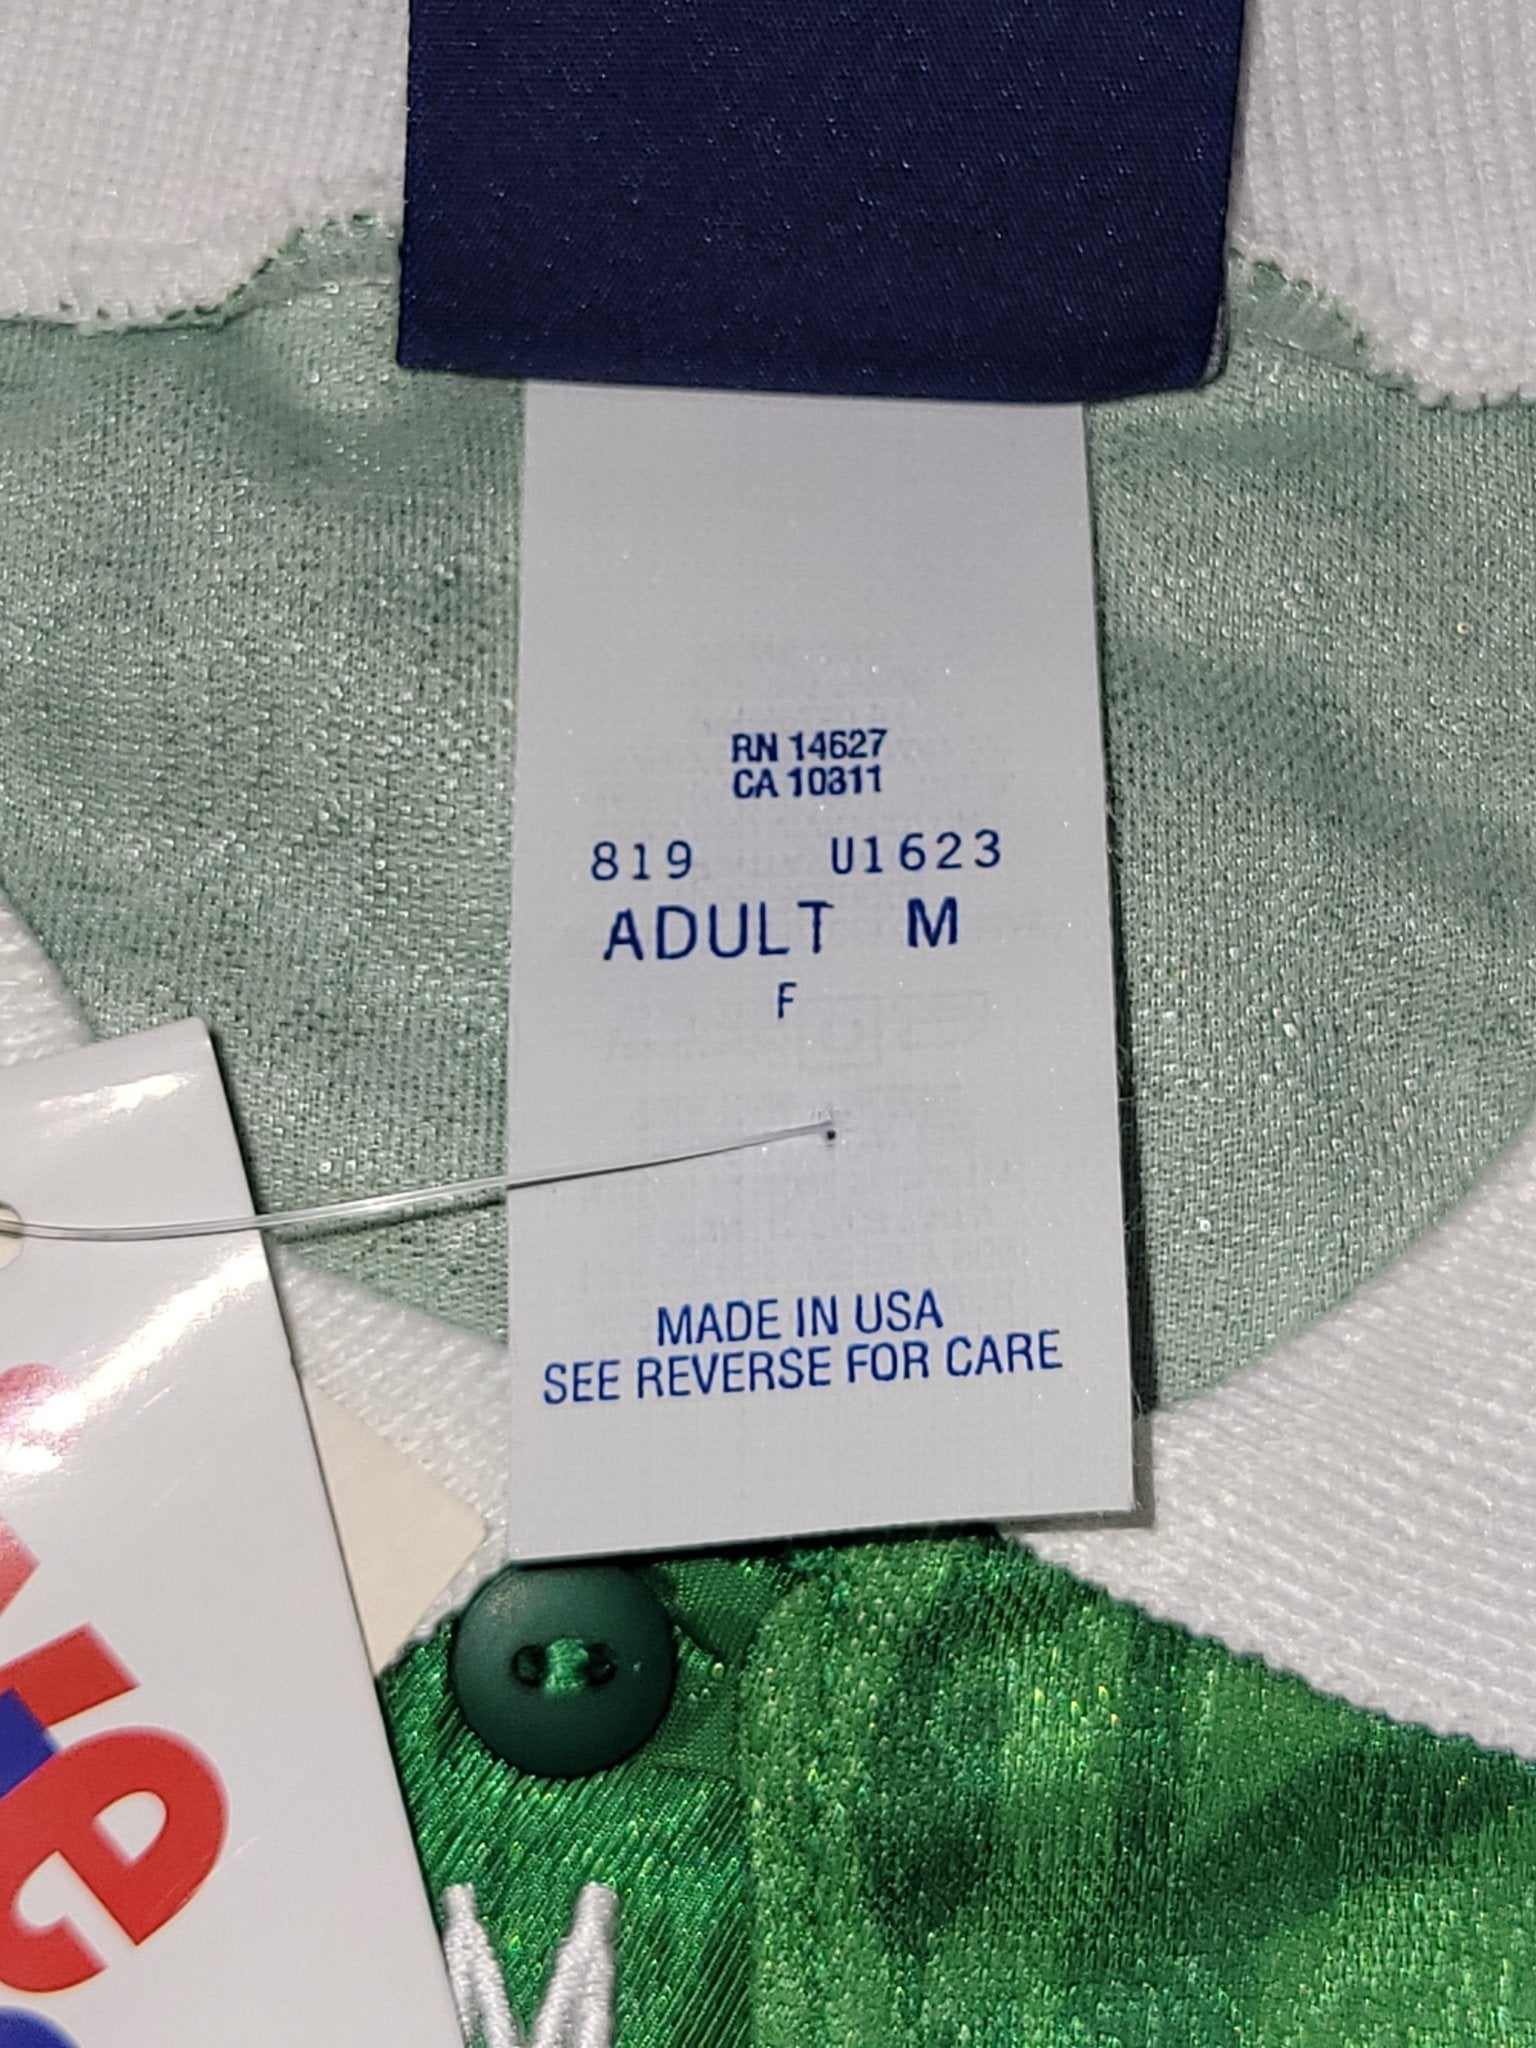 RN 14627
CA 10311
819 U1623
ADULT M
F
MADE IN USA
SEE REVERSE FOR CARE